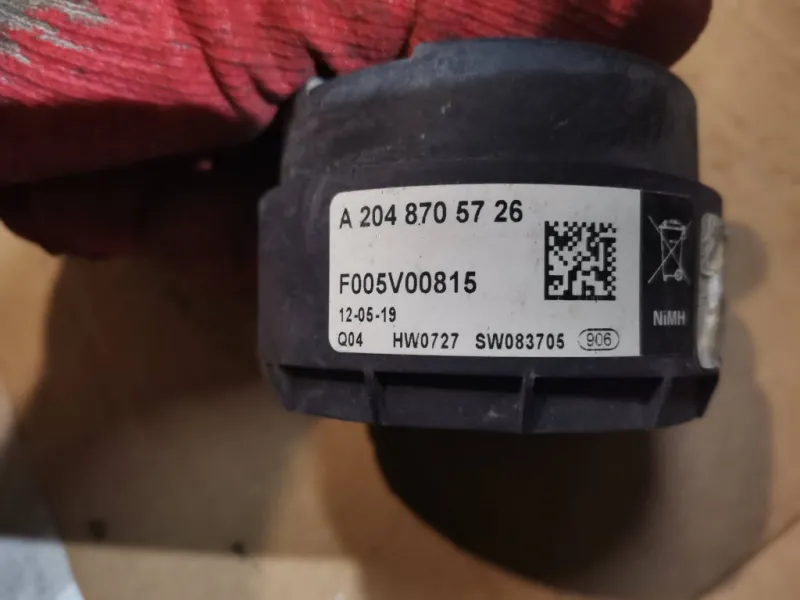 A 204 870 57 26
F005V00815
12-05-19
Q04 HW0727 SW083705 906
NiMH